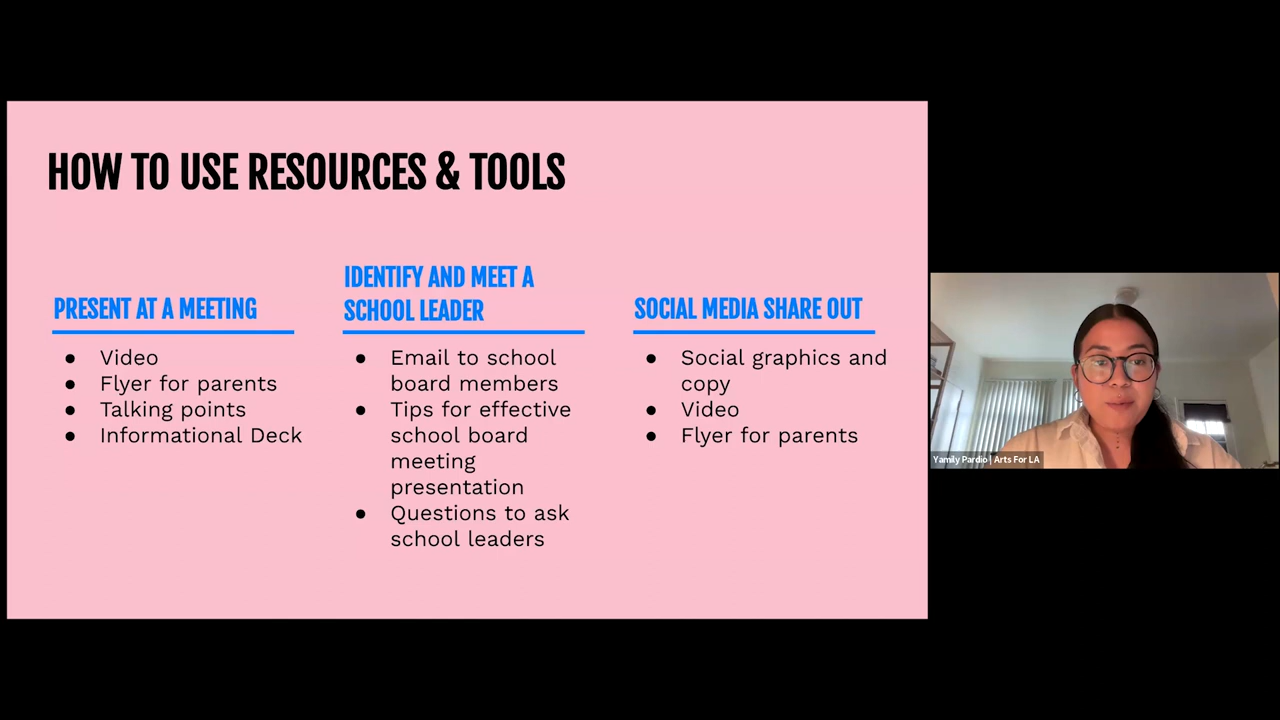 HOW TO USE RESOURCES & TOOLS
PRESENT AT A MEETING
● Video
● Flyer for parents
● Talking points
● Informational Deck
IDENTIFY AND MEET A
SCHOOL LEADER
● Email to school
board members
● Tips for effective
school board
meeting
presentation
● Questions to ask
school leaders
SOCIAL MEDIA SHARE OUT
● Social graphics and
copy
● Video
● Flyer for parents
Yamily Pardio | Arts For LA